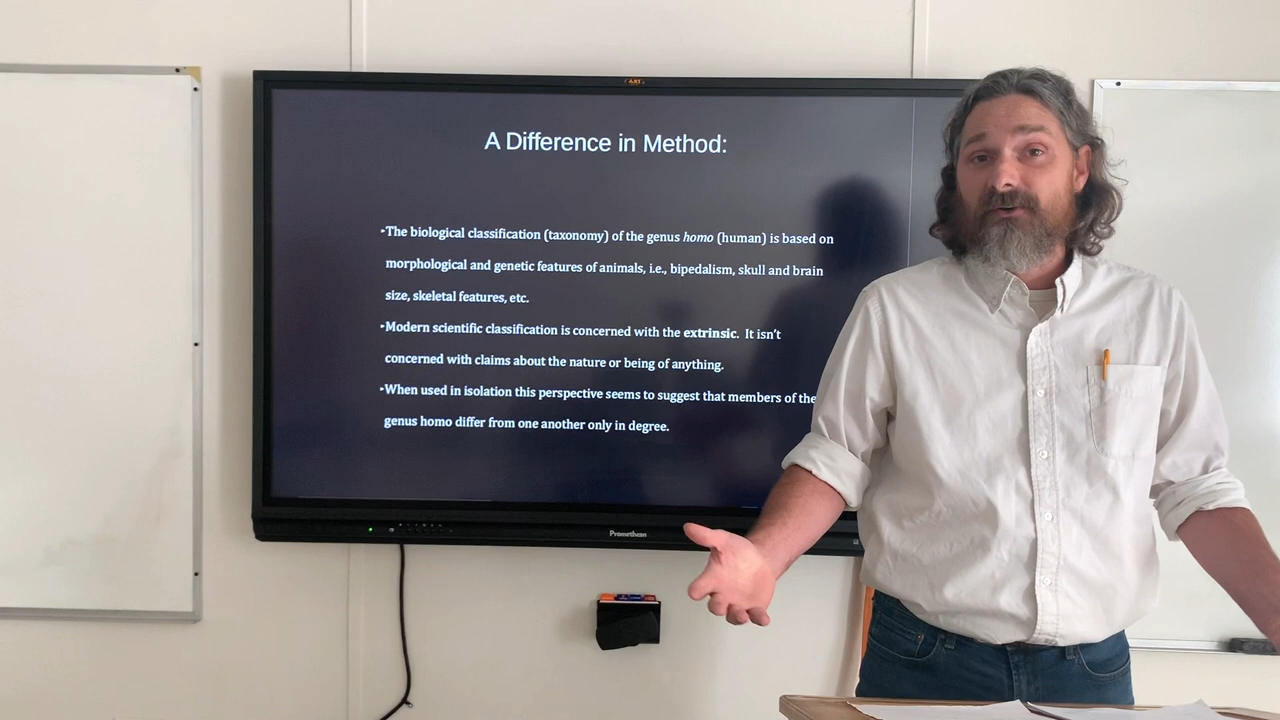 A Difference in Method:
•The biological classification (taxonomy) of the genus homo (human) is based on
morphological and genetic features of animals, i.e., bipedalism, skull and brain
size, skeletal features, etc.
•Modern scientific classification is concerned with the extrinsic.  It isn't
concerned with claims about the nature or being of anything.
•When used in isolation this perspective seems to suggest that members of the
genus homo differ from one another only in degree.
Promethean